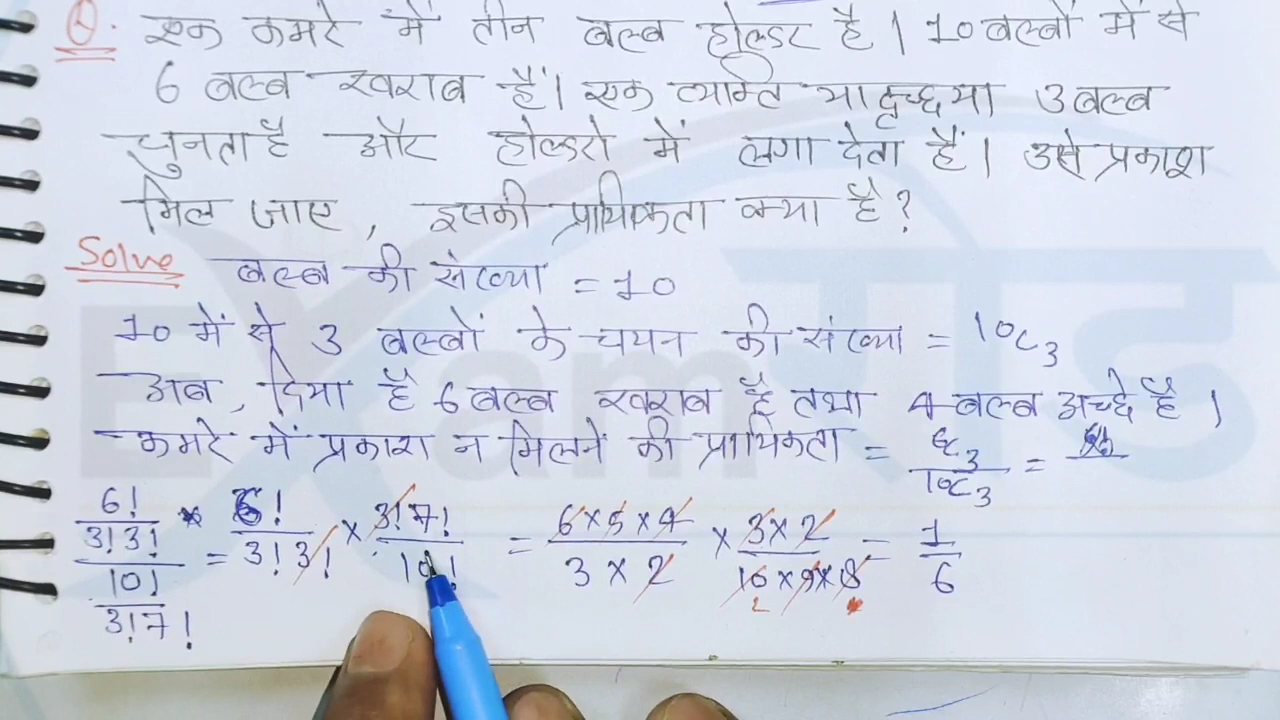 Q. एक कमरे में तीन बल्ब होल्डर है। 10 बल्बों में से
6 बल्ब खराब हैं। एक व्यक्ति यादृच्छया 3 बल्ब
चुनता है और होल्डरो में लगा देता हैं। उसे प्रकाश
मिल जाए, इसकी प्रायिकता क्या है?
Solve बल्ब की संख्या = 10
10 में से 3 बल्बों के चयन की संख्या = 10C3
अब, दिया है 6 बल्ब खराब है तथा 4 बल्ब अच्छे है।
कमरे में प्रकाश न मिलने की प्रायिकता = 6C3/10C3 =
(6!/3!3!)/(10!/3!7!) = 6!/3!3! × 3!7!/10! = 6×5×4/3×2 × 3×2/10×9×8 = 1/6
Exam गाेड